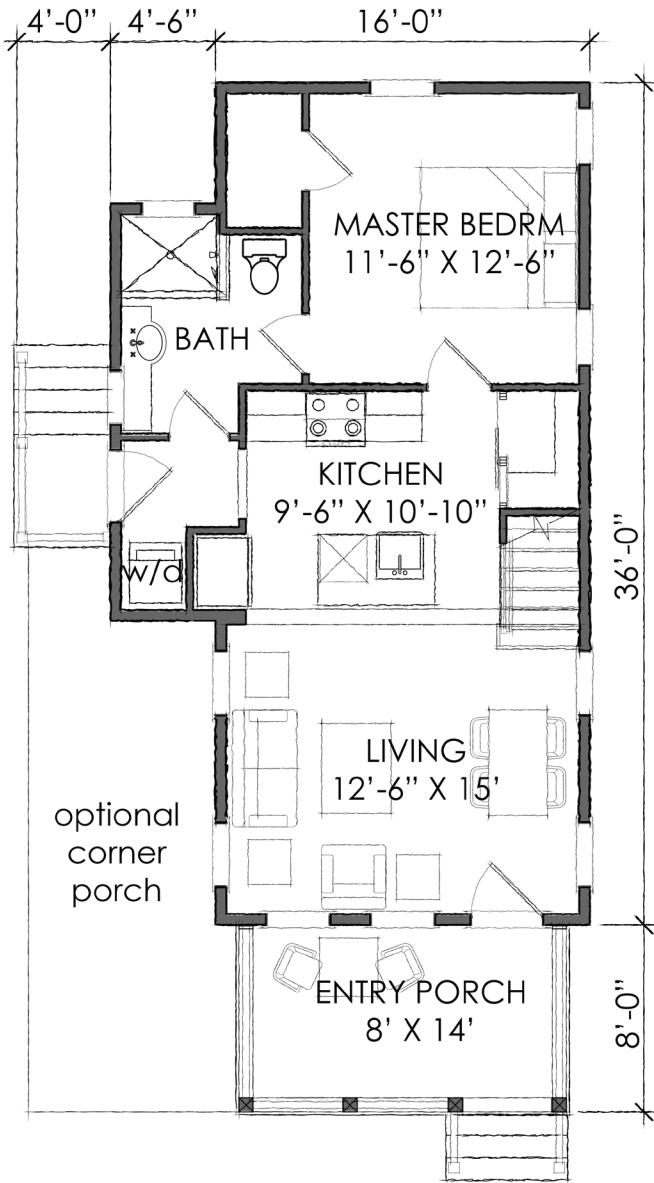 4'-0" 4'-6" 16'-0"
MASTER BEDRM
11'-6" X 12'-6"
BATH
KITCHEN
9'-6" X 10'-10"
w/d
36'-0"
LIVING
12'-6" X 15'
optional
corner
porch
ENTRY PORCH
8' X 14'
8'-0"